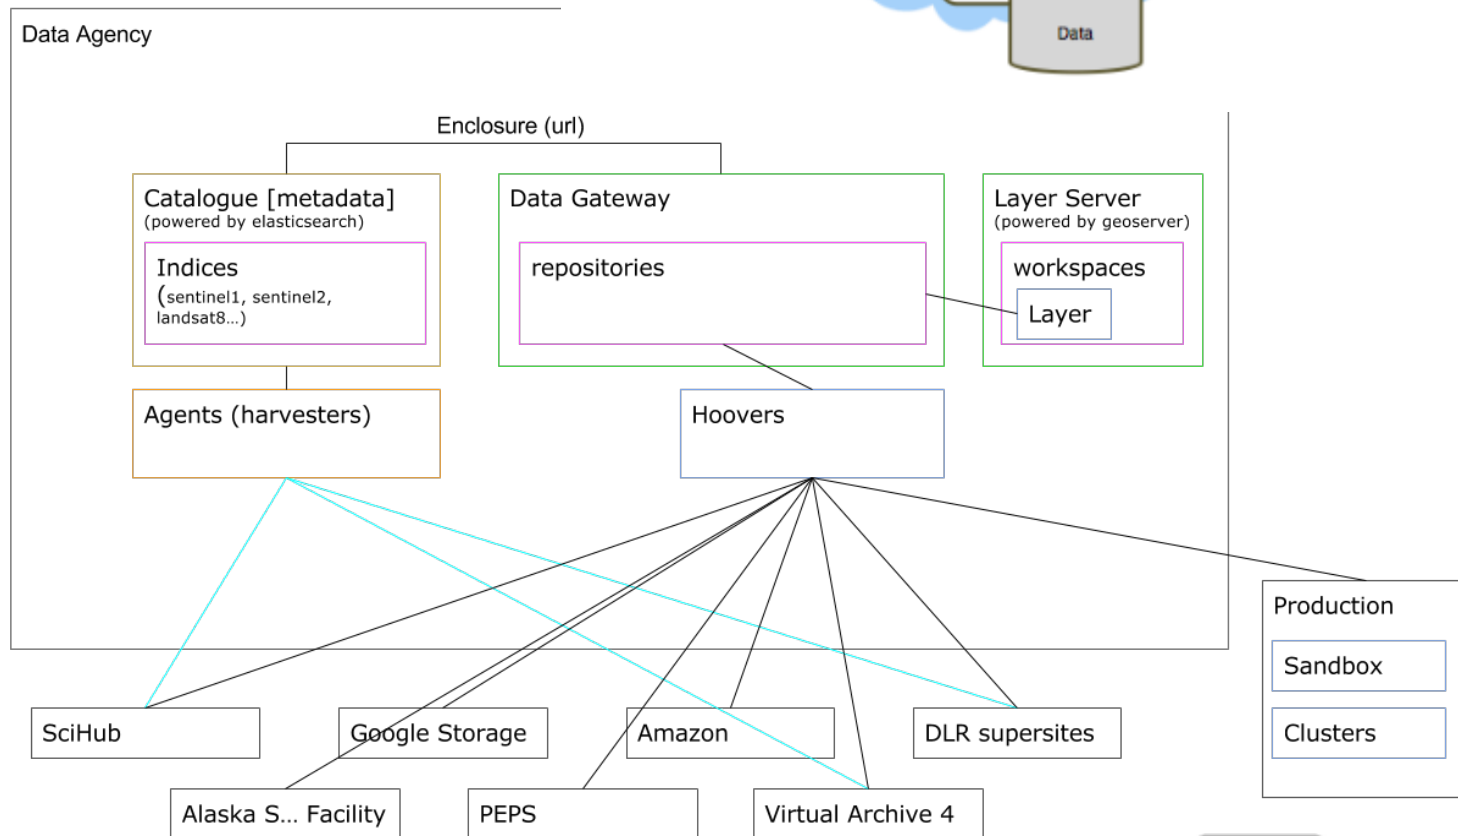 Data
Data Agency
Enclosure (url)
Catalogue [metadata]
(powered by elasticsearch)
Indices
(sentinel1, sentinel2,
landsat8...)
Data Gateway
repositories
Layer Server
(powered by geoserver)
workspaces
Layer
Agents (harvesters)
Hoovers
Production
Sandbox
Clusters
SciHub
Google Storage
Amazon
DLR supersites
Alaska S... Facility
PEPS
Virtual Archive 4